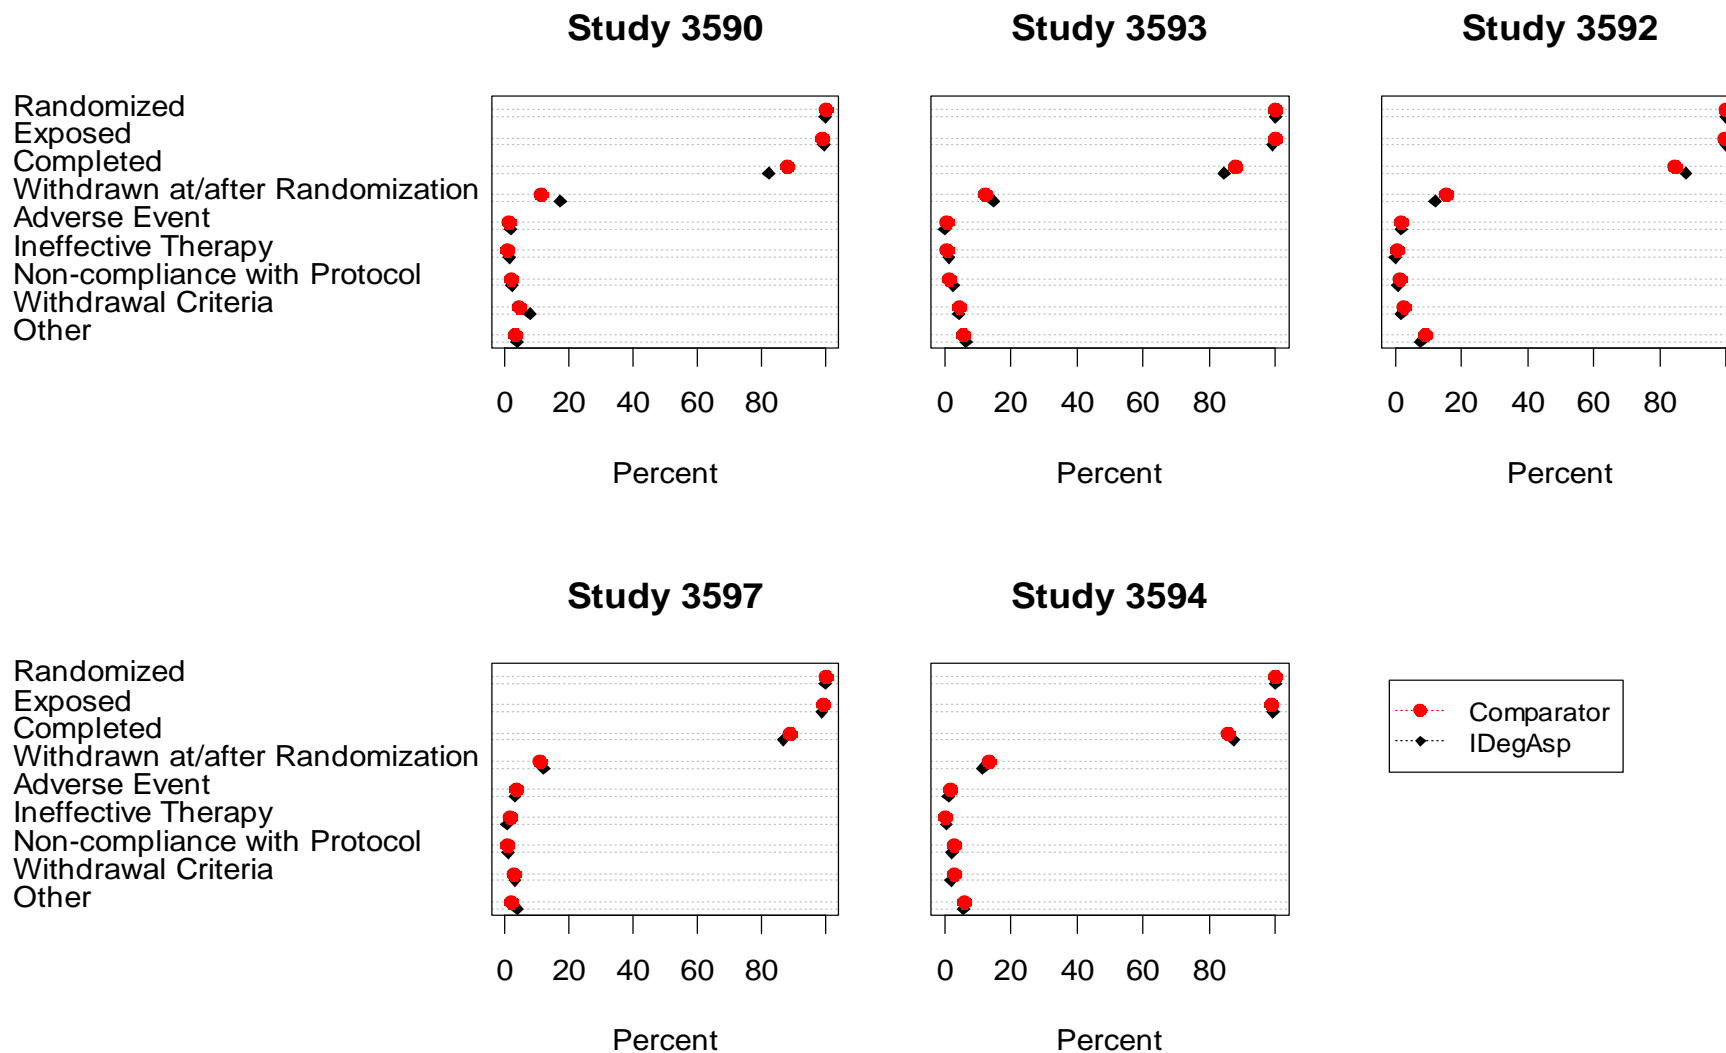 Study 3590 Study 3593 Study 3592
Randomized
Exposed
Completed
Withdrawn at/after Randomization
Adverse Event
Ineffective Therapy
Non-compliance with Protocol
Withdrawal Criteria
Other
0 20 40 60 80 0 20 40 60 80 0 20 40 60 80
Percent Percent Percent
Study 3597 Study 3594
Randomized
Exposed
Completed
Withdrawn at/after Randomization
Adverse Event
Ineffective Therapy
Non-compliance with Protocol
Withdrawal Criteria
Other
Comparator
IDegAsp
0 20 40 60 80 0 20 40 60 80
Percent Percent